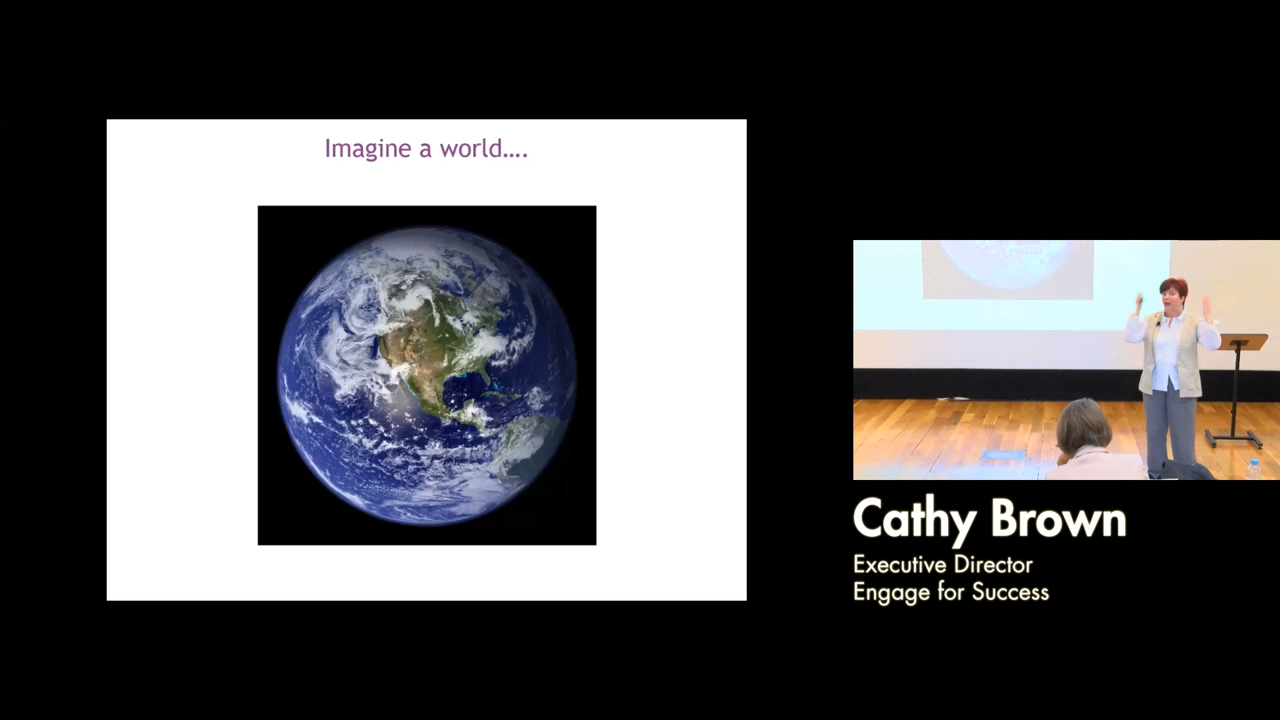 Imagine a world....
Cathy Brown
Executive Director
Engage for Success